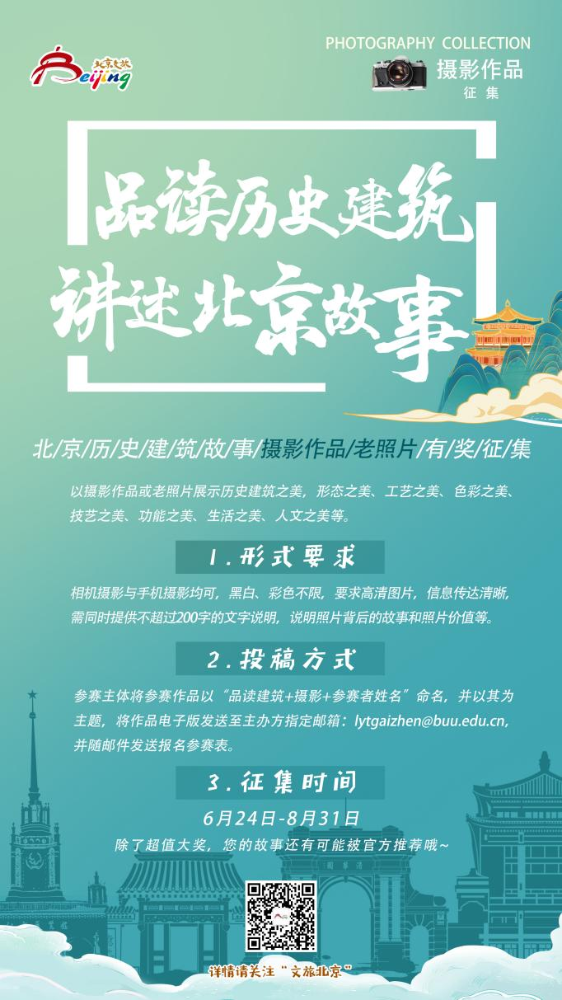 北京文旅
Beijing
PHOTOGRAPHY COLLECTION
摄影作品
征集
品读历史建筑
讲述北京故事
北/京/历/史/建/筑/故/事/摄影作品/老照片/有/奖/征/集
以摄影作品或老照片展示历史建筑之美，形态之美、工艺之美、色彩之美、
技艺之美、功能之美、生活之美、人文之美等。
1.形式要求
相机摄影与手机摄影均可，黑白、彩色不限，要求高清图片，信息传达清晰，
需同时提供不超过200字的文字说明，说明照片背后的故事和照片价值等。
2.投稿方式
参赛主体将参赛作品以“品读建筑+摄影+参赛者姓名”命名，并以其为
主题，将作品电子版发送至主办方指定邮箱：lytgaizhen@buu.edu.cn,
并随邮件发送报名参赛表。
3.征集时间
6月24日-8月31日
除了超值大奖，您的故事还有可能被官方推荐哦~
園華清
详情请关注“文旅北京”